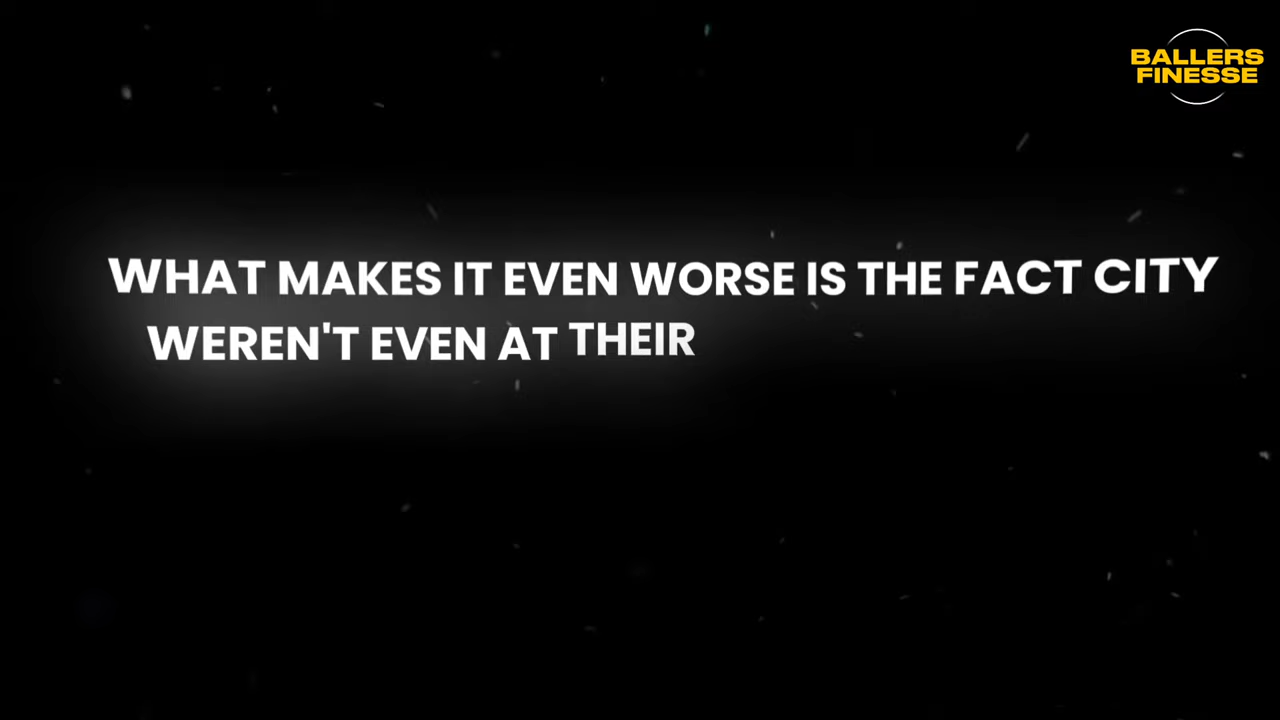 BALLERS
FINESSE
WHAT MAKES IT EVEN WORSE IS THE FACT CITY
WEREN'T EVEN AT THEIR